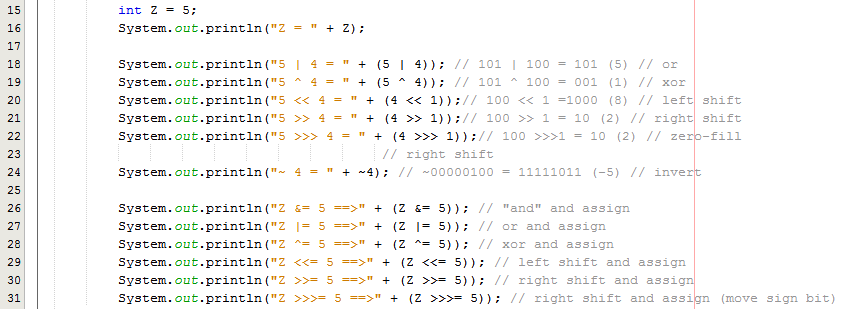 15 int Z = 5;
16 System.out.println("Z = " + Z);
17
18 System.out.println("5 | 4 = " + (5 | 4)); // 101 | 100 = 101 (5) // or
19 System.out.println("5 ^ 4 = " + (5 ^ 4)); // 101 ^ 100 = 001 (1) // xor
20 System.out.println("5 << 4 = " + (4 << 1));// 100 << 1 =1000 (8) // left shift
21 System.out.println("5 >> 4 = " + (4 >> 1));// 100 >> 1 = 10 (2) // right shift
22 System.out.println("5 >>> 4 = " + (4 >>> 1));// 100 >>>1 = 10 (2) // zero-fill
23 // right shift
24 System.out.println("~ 4 = " + ~4); // ~00000100 = 11111011 (-5) // invert
25
26 System.out.println("Z &= 5 ==>" + (Z &= 5)); // "and" and assign
27 System.out.println("Z |= 5 ==>" + (Z |= 5)); // or and assign
28 System.out.println("Z ^= 5 ==>" + (Z ^= 5)); // xor and assign
29 System.out.println("Z <<= 5 ==>" + (Z <<= 5)); // left shift and assign
30 System.out.println("Z >>= 5 ==>" + (Z >>= 5)); // right shift and assign
31 System.out.println("Z >>>= 5 ==>" + (Z >>>= 5)); // right shift and assign (move sign bit)